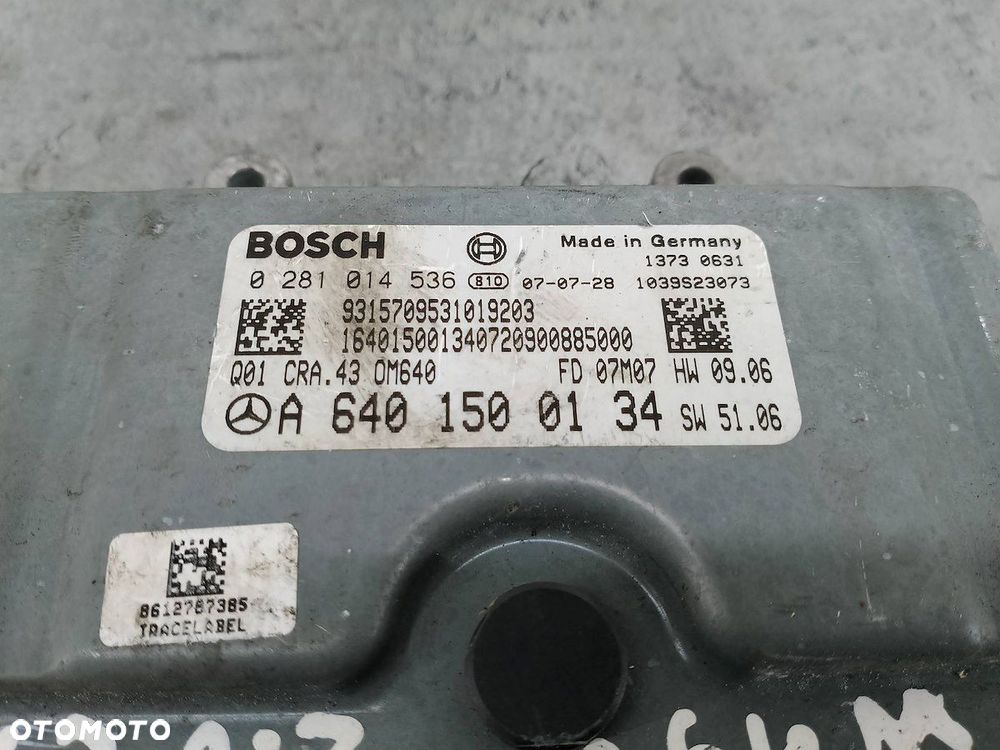 BOSCH Made in Germany
1373 0631
0 281 014 536 810 07-07-28 1039S23073
9315709531019203
164015001340720900885000
Q01 CRA.43 OM640 FD 07M07 HW 09.06
A 640 150 01 34 SW 51.06
8612787385
TRACELABEL
OTOMOTO